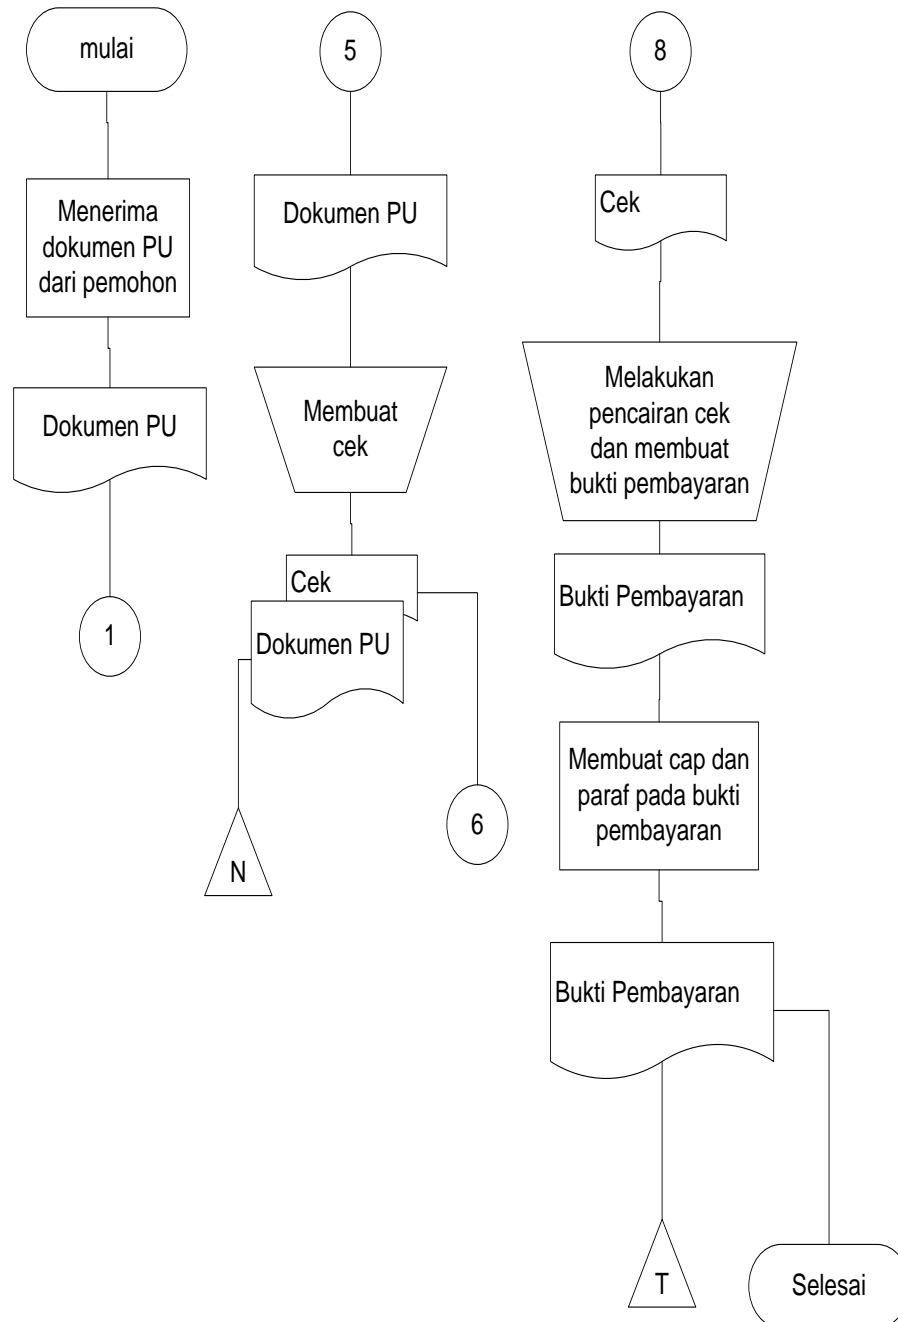 mulai
Menerima
dokumen PU
dari pemohon
Dokumen PU
1
5
Dokumen PU
Membuat
cek
Cek
Dokumen PU
N
6
8
Cek
Melakukan
pencairan cek
dan membuat
bukti pembayaran
Bukti Pembayaran
Membuat cap dan
paraf pada bukti
pembayaran
Bukti Pembayaran
T
Selesai